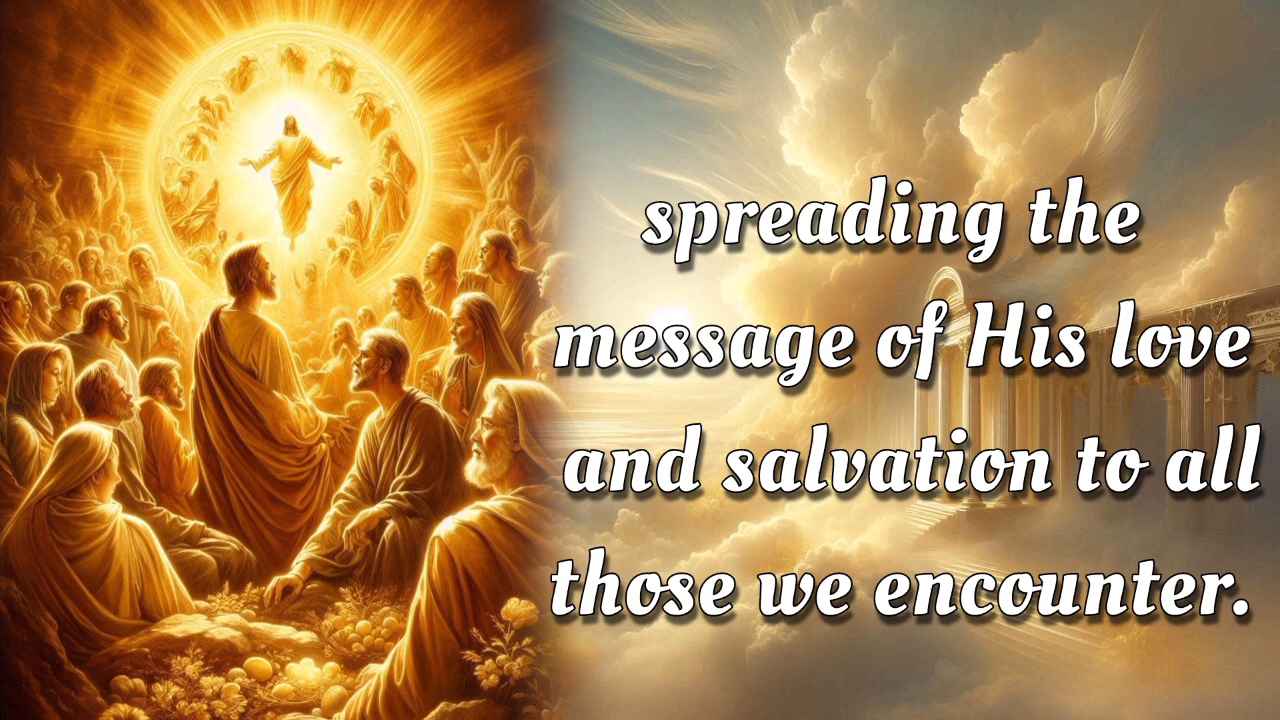 spreading the
message of His love
and salvation to all
those we encounter.